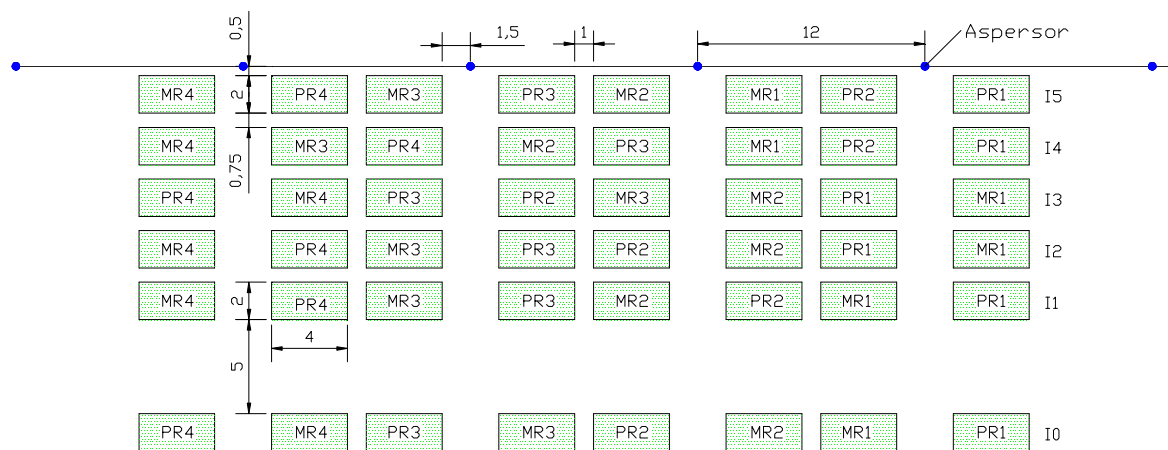 0,5
1,5
1
12
Aspersor
2
MR4 PR4 MR3 PR3 MR2 MR1 PR2 PR1 I5
0,75
MR4 MR3 PR4 MR2 PR3 MR1 PR2 PR1 I4
PR4 MR4 PR3 PR2 MR3 MR2 PR1 MR1 I3
MR4 PR4 MR3 PR3 PR2 MR2 PR1 MR1 I2
2
MR4 PR4 MR3 PR3 MR2 PR2 MR1 PR1 I1
4
5
PR4 MR4 PR3 MR3 PR2 MR2 MR1 PR1 I0